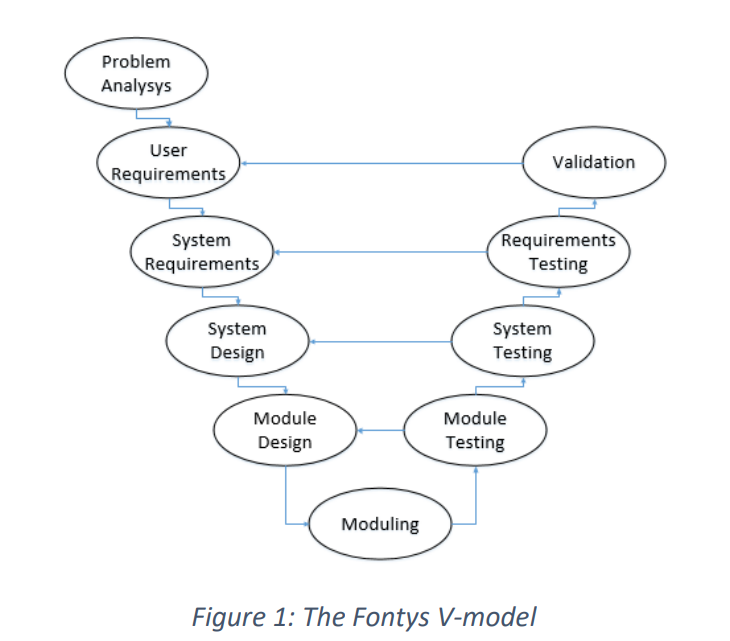 Problem
Analysys
User
Requirements
Validation
System
Requirements
Requirements
Testing
System
Design
System
Testing
Module
Design
Module
Testing
Moduling
Figure 1: The Fontys V-model